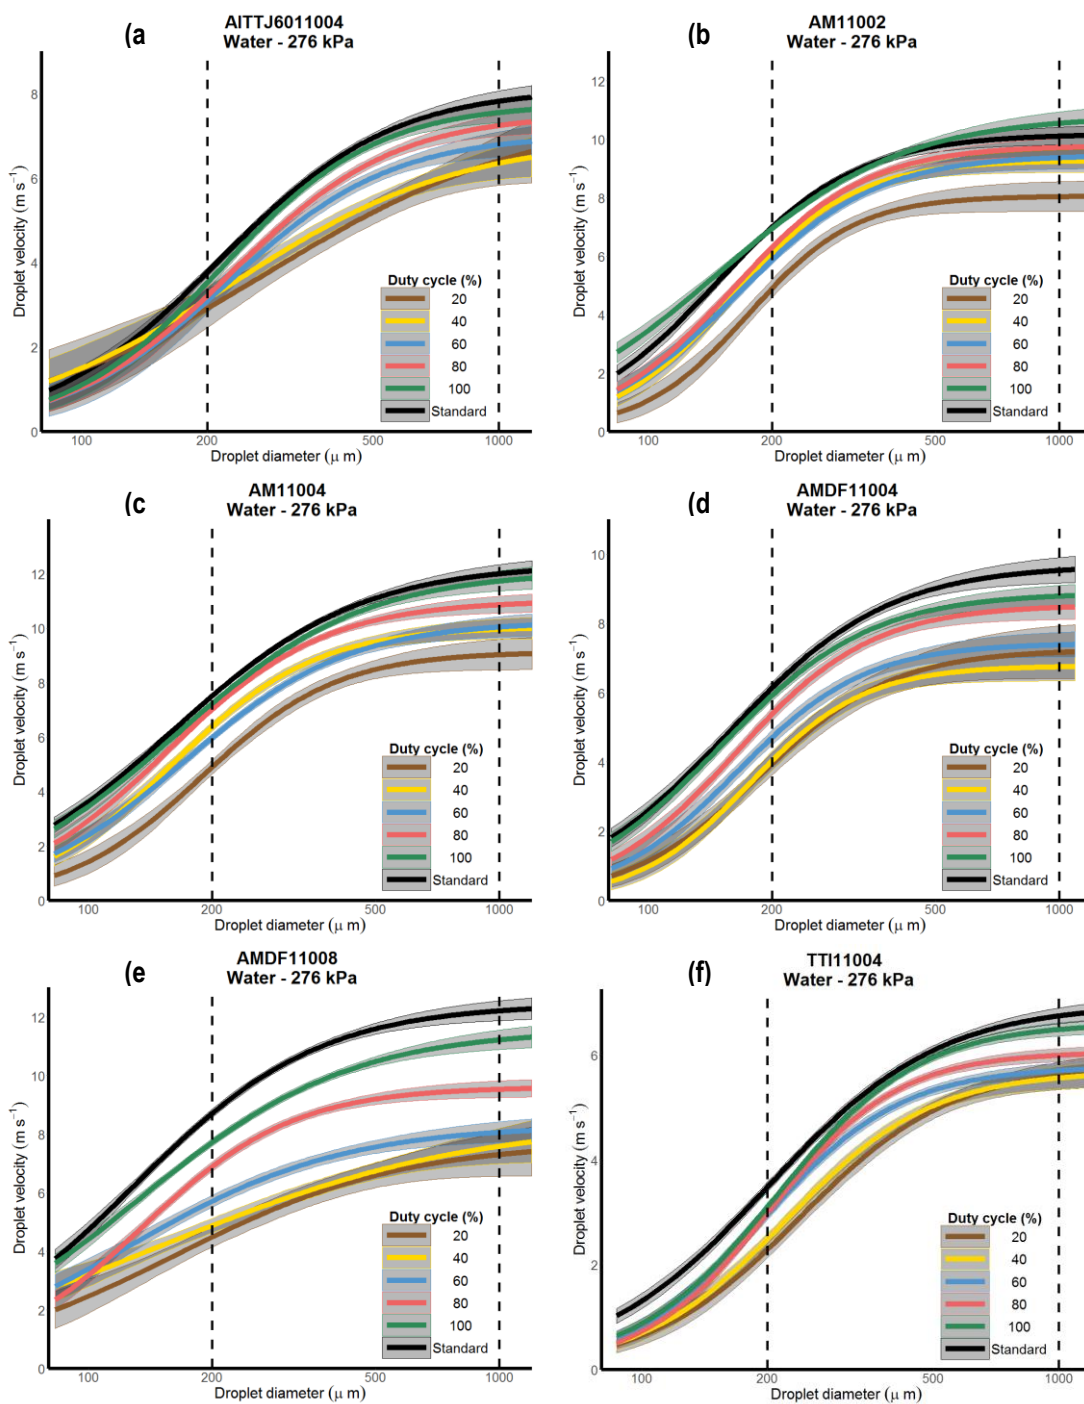 (a
AITTJ6011004
Water - 276 kPa
Droplet velocity (m s⁻¹)
8
6
4
2
0
Duty cycle (%)
20
40
60
80
100
Standard
100
200
500
1000
Droplet diameter (μ m)
(b
AM11002
Water - 276 kPa
Droplet velocity (m s⁻¹)
12
10
8
6
4
2
0
Duty cycle (%)
20
40
60
80
100
Standard
100
200
500
1000
Droplet diameter (μ m)
(c
AM11004
Water - 276 kPa
Droplet velocity (m s⁻¹)
12
10
8
6
4
2
0
Duty cycle (%)
20
40
60
80
100
Standard
100
200
500
1000
Droplet diameter (μ m)
(d
AMDF11004
Water - 276 kPa
Droplet velocity (m s⁻¹)
10
8
6
4
2
0
Duty cycle (%)
20
40
60
80
100
Standard
100
200
500
1000
Droplet diameter (μ m)
(e
AMDF11008
Water - 276 kPa
Droplet velocity (m s⁻¹)
12
10
8
6
4
2
0
Duty cycle (%)
20
40
60
80
100
Standard
100
200
500
1000
Droplet diameter (μ m)
(f)
TTI11004
Water - 276 kPa
Droplet velocity (m s⁻¹)
6
4
2
0
Duty cycle (%)
20
40
60
80
100
Standard
100
200
500
1000
Droplet diameter (μ m)